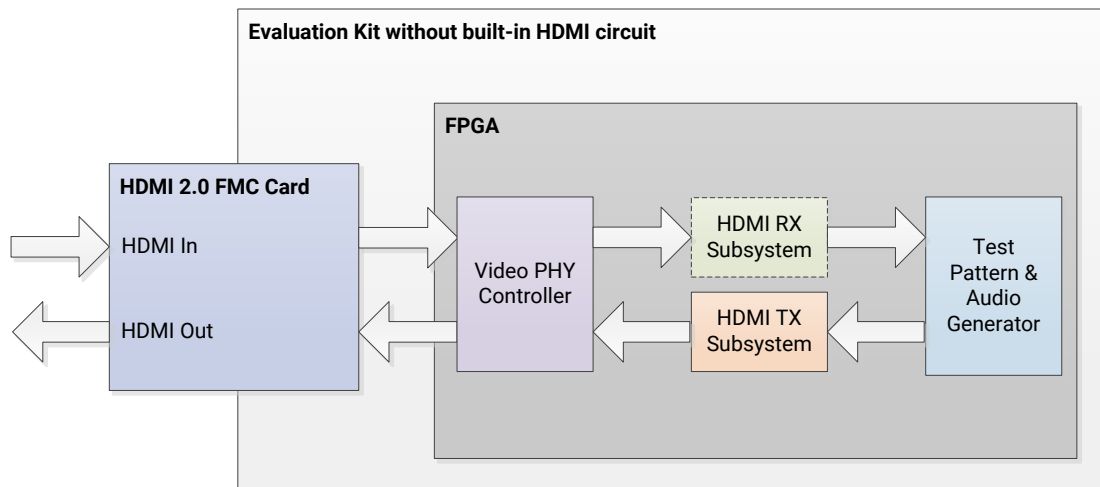 Evaluation Kit without built-in HDMI circuit
FPGA
HDMI 2.0 FMC Card
HDMI In
HDMI Out
Video PHY
Controller
HDMI RX
Subsystem
HDMI TX
Subsystem
Test
Pattern &
Audio
Generator